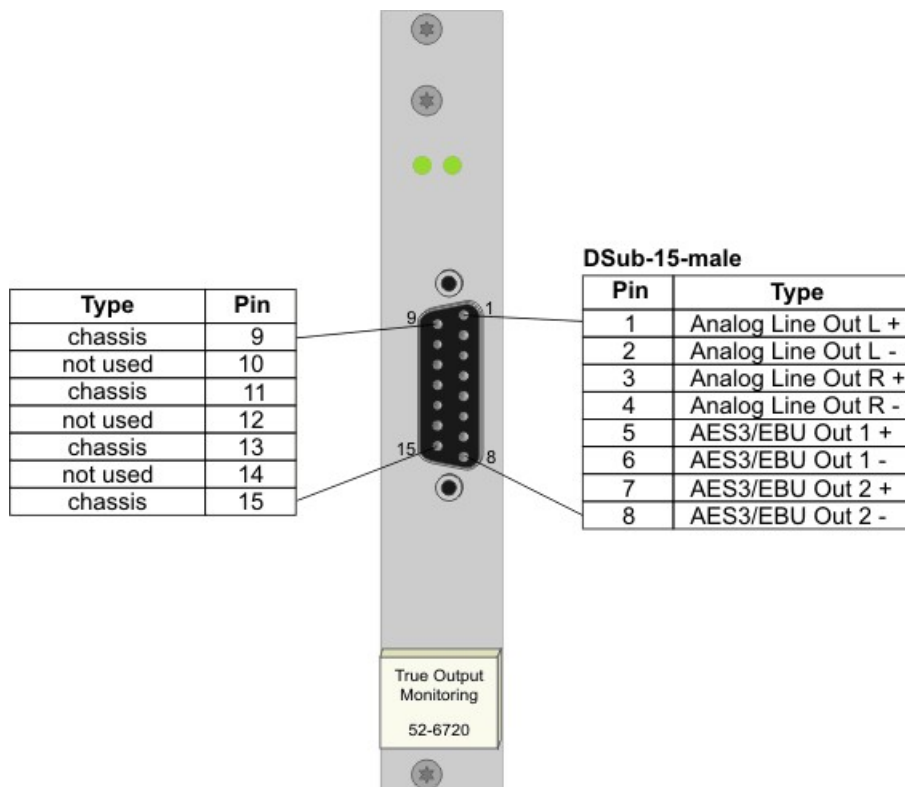 DSub-15-male
Type Pin
chassis 9
not used 10
chassis 11
not used 12
chassis 13
not used 14
chassis 15
9 1
15 8
Pin Type
1 Analog Line Out L +
2 Analog Line Out L -
3 Analog Line Out R +
4 Analog Line Out R -
5 AES3/EBU Out 1 +
6 AES3/EBU Out 1 -
7 AES3/EBU Out 2 +
8 AES3/EBU Out 2 -
True Output
Monitoring
52-6720